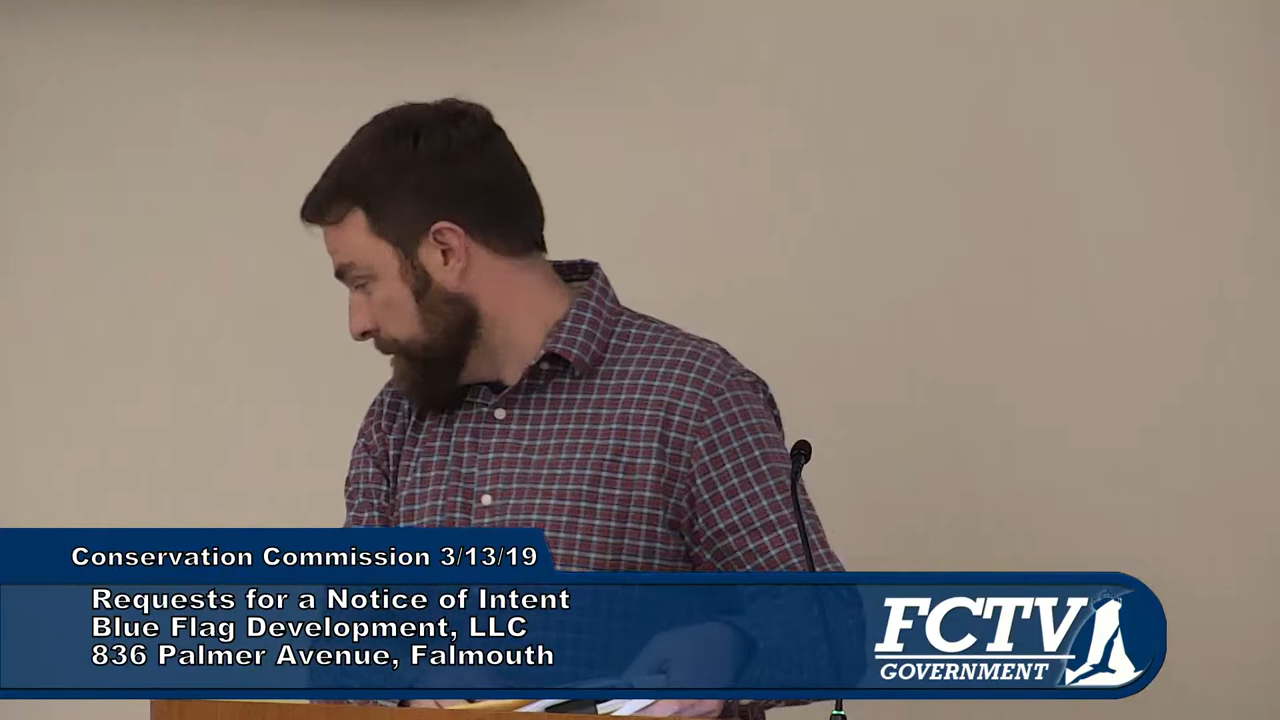 Conservation Commission 3/13/19
Requests for a Notice of Intent
Blue Flag Development, LLC
836 Palmer Avenue, Falmouth
FCTV
GOVERNMENT